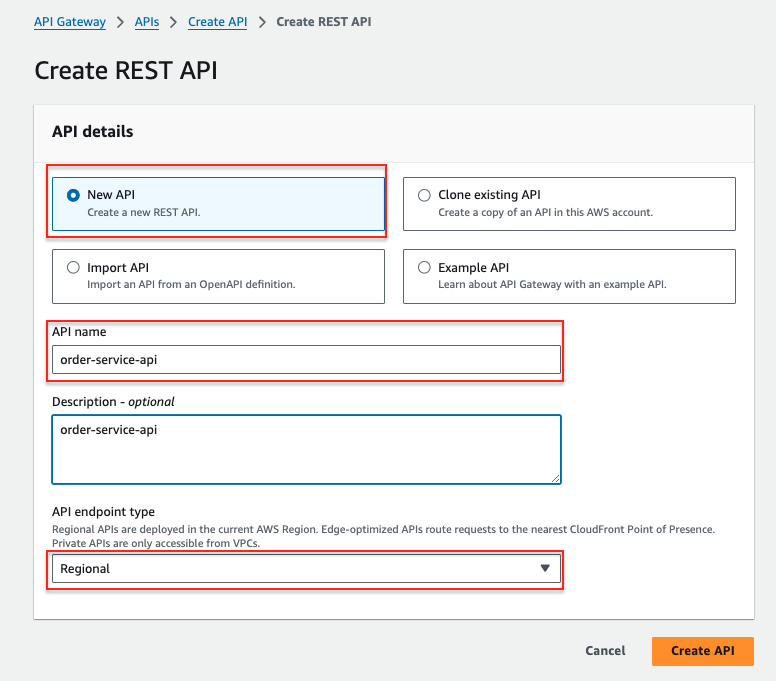 API Gateway > APIs > Create API > Create REST API
Create REST API
API details
New API
Create a new REST API.
Clone existing API
Create a copy of an API in this AWS account.
Import API
Import an API from an OpenAPI definition.
Example API
Learn about API Gateway with an example API.
API name
order-service-api
Description - optional
order-service-api
API endpoint type
Regional APIs are deployed in the current AWS Region. Edge-optimized APIs route requests to the nearest CloudFront Point of Presence.
Private APIs are only accessible from VPCs.
Regional
Cancel
Create API